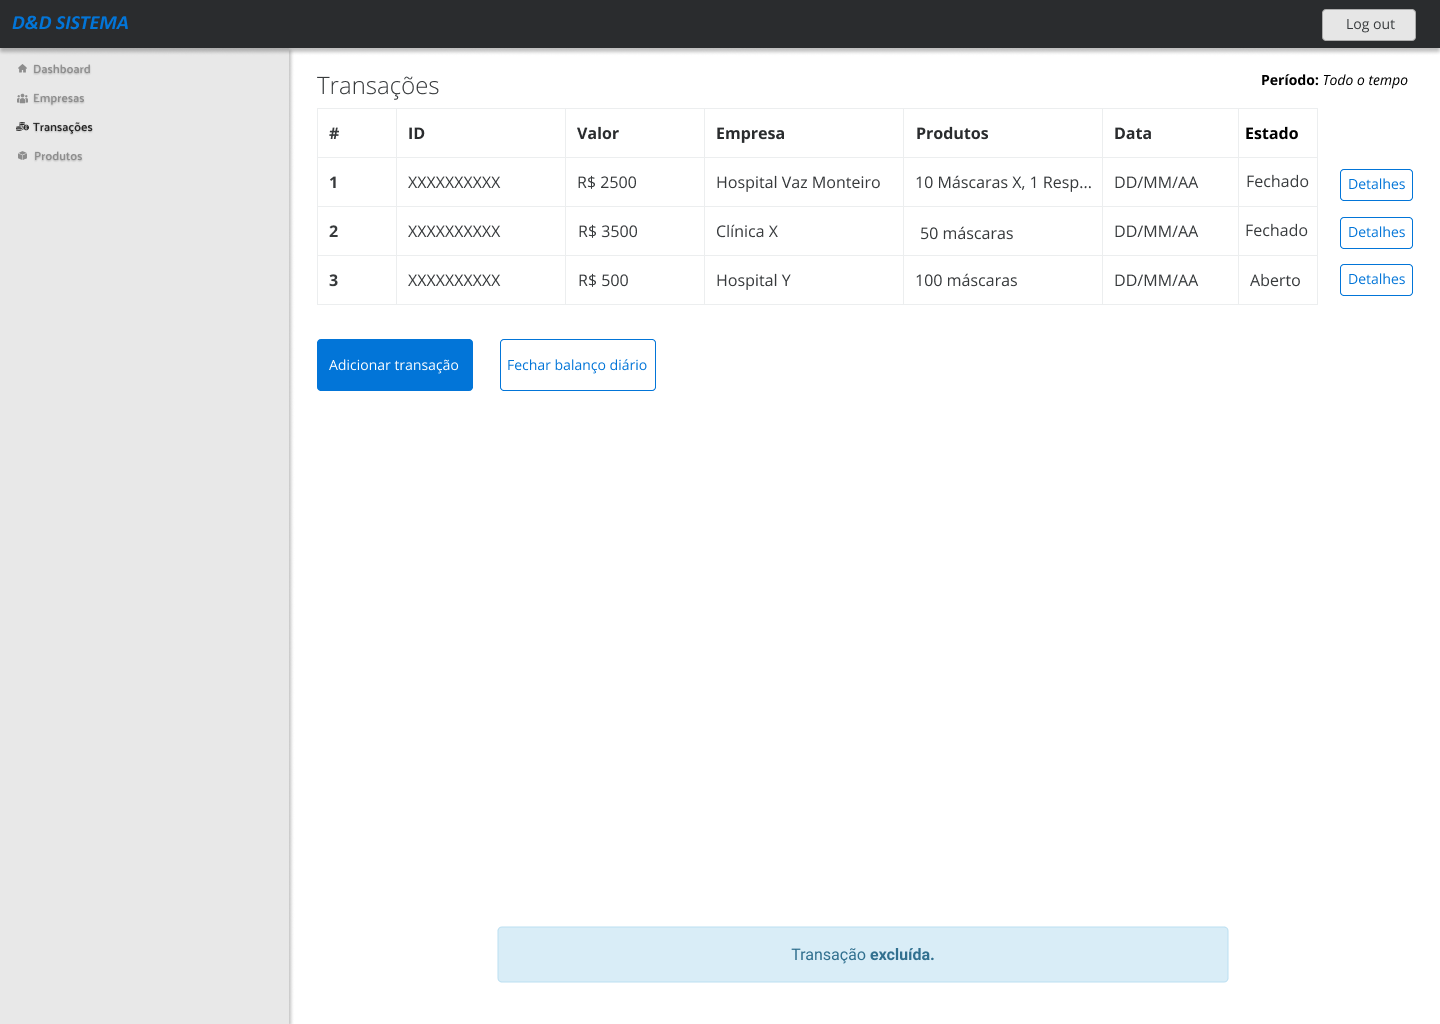 D&D SISTEMA
Log out
Dashboard
Empresas
Transações
Produtos
Transações
Período: Todo o tempo
# ID Valor Empresa Produtos Data Estado
1 XXXXXXXXXX R$ 2500 Hospital Vaz Monteiro 10 Máscaras X, 1 Resp... DD/MM/AA Fechado Detalhes
2 XXXXXXXXXX R$ 3500 Clínica X 50 máscaras DD/MM/AA Fechado Detalhes
3 XXXXXXXXXX R$ 500 Hospital Y 100 máscaras DD/MM/AA Aberto Detalhes
Adicionar transação Fechar balanço diário
Transação excluída.